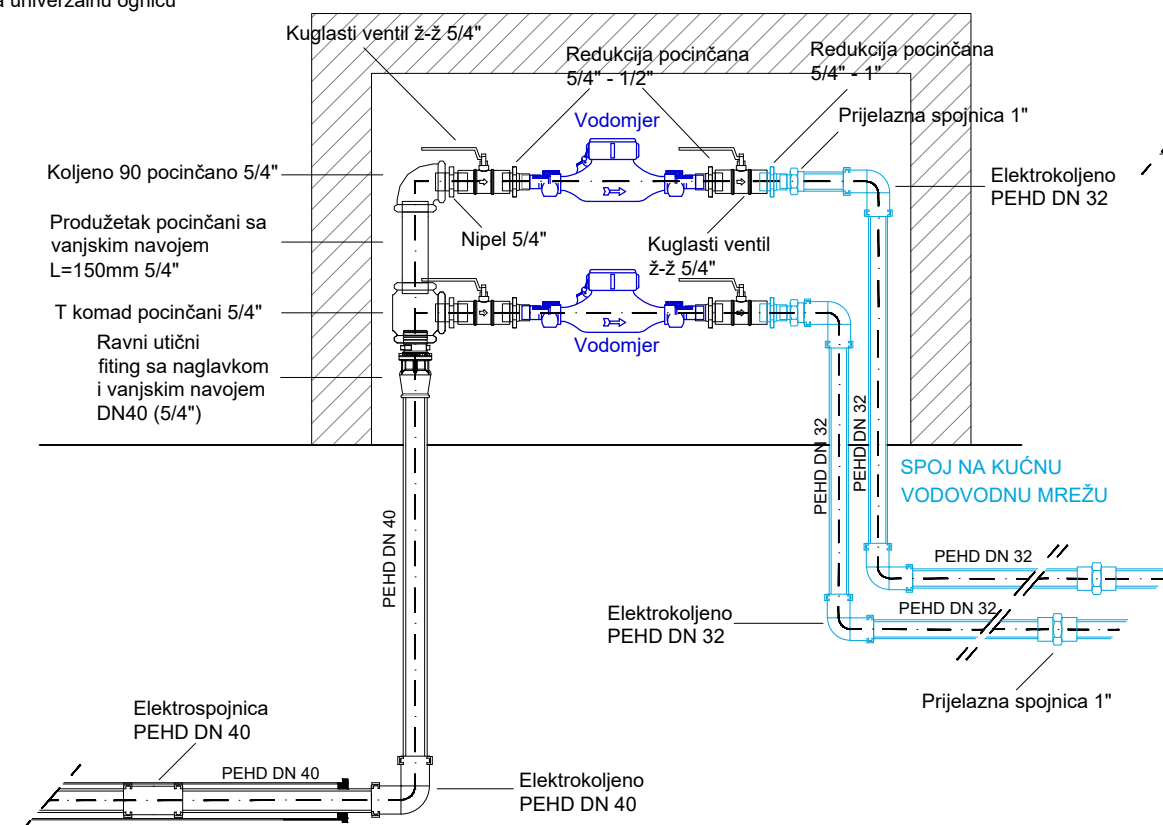 univerzalnu ogrlicu
Kuglasti ventil ž-ž 5/4"
Redukcija pocinčana
5/4" - 1/2"
Redukcija pocinčana
5/4" - 1"
Vodomjer
Prijelazna spojnica 1"
Koljeno 90 pocinčano 5/4"
Elektrokoljeno
PEHD DN 32
Produžetak pocinčani sa
vanjskim navojem
L=150mm 5/4"
Nipel 5/4"
Kuglasti ventil
ž-ž 5/4"
T komad pocinčani 5/4"
Vodomjer
Ravni utični
fiting sa naglavkom
i vanjskim navojem
DN40 (5/4")
PEHD DN 32
PEHD DN 32
SPOJ NA KUĆNU
VODOVODNU MREŽU
PEHD DN 40
PEHD DN 32
PEHD DN 32
Elektrokoljeno
PEHD DN 32
Prijelazna spojnica 1"
Elektrospojnica
PEHD DN 40
PEHD DN 40
Elektrokoljeno
PEHD DN 40